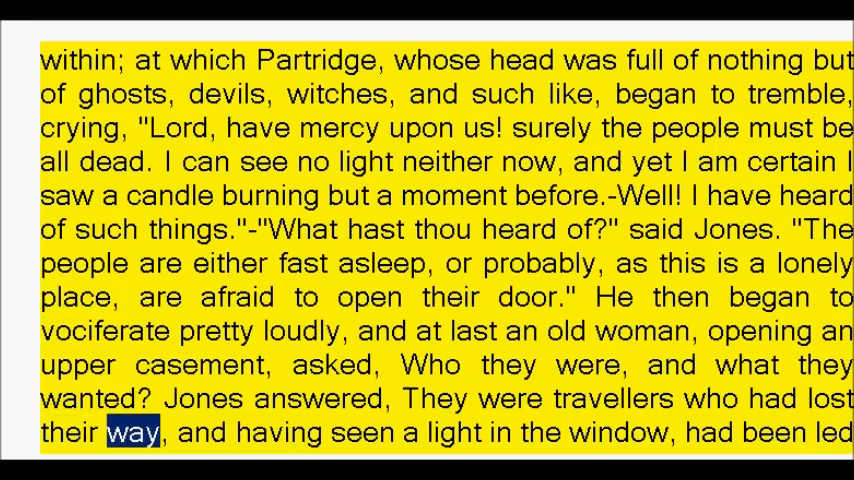 within; at which Partridge, whose head was full of nothing but
of ghosts, devils, witches, and such like, began to tremble,
crying, "Lord, have mercy upon us! surely the people must be
all dead. I can see no light neither now, and yet I am certain I
saw a candle burning but a moment before.-Well! I have heard
of such things."-"What hast thou heard of?" said Jones. "The
people are either fast asleep, or probably, as this is a lonely
place, are afraid to open their door." He then began to
vociferate pretty loudly, and at last an old woman, opening an
upper casement, asked, Who they were, and what they
wanted? Jones answered, They were travellers who had lost
their way, and having seen a light in the window, had been led